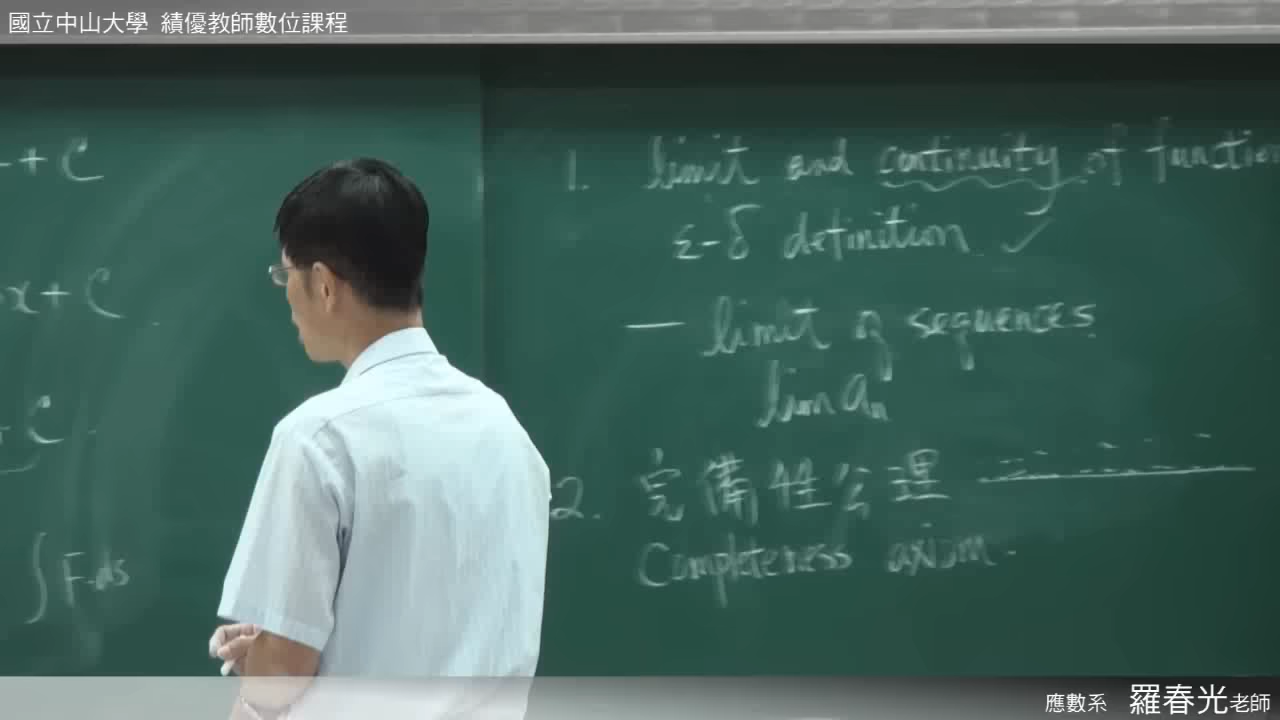 國立中山大學 績優教師數位課程
+ C
x + C
+ C
∫ F·ds
1. limit and continuity of functio
ε-δ definition ✓
— limit of sequences
lim aₙ
2. 完備性公理
Completeness axiom.
應數系 羅春光老師